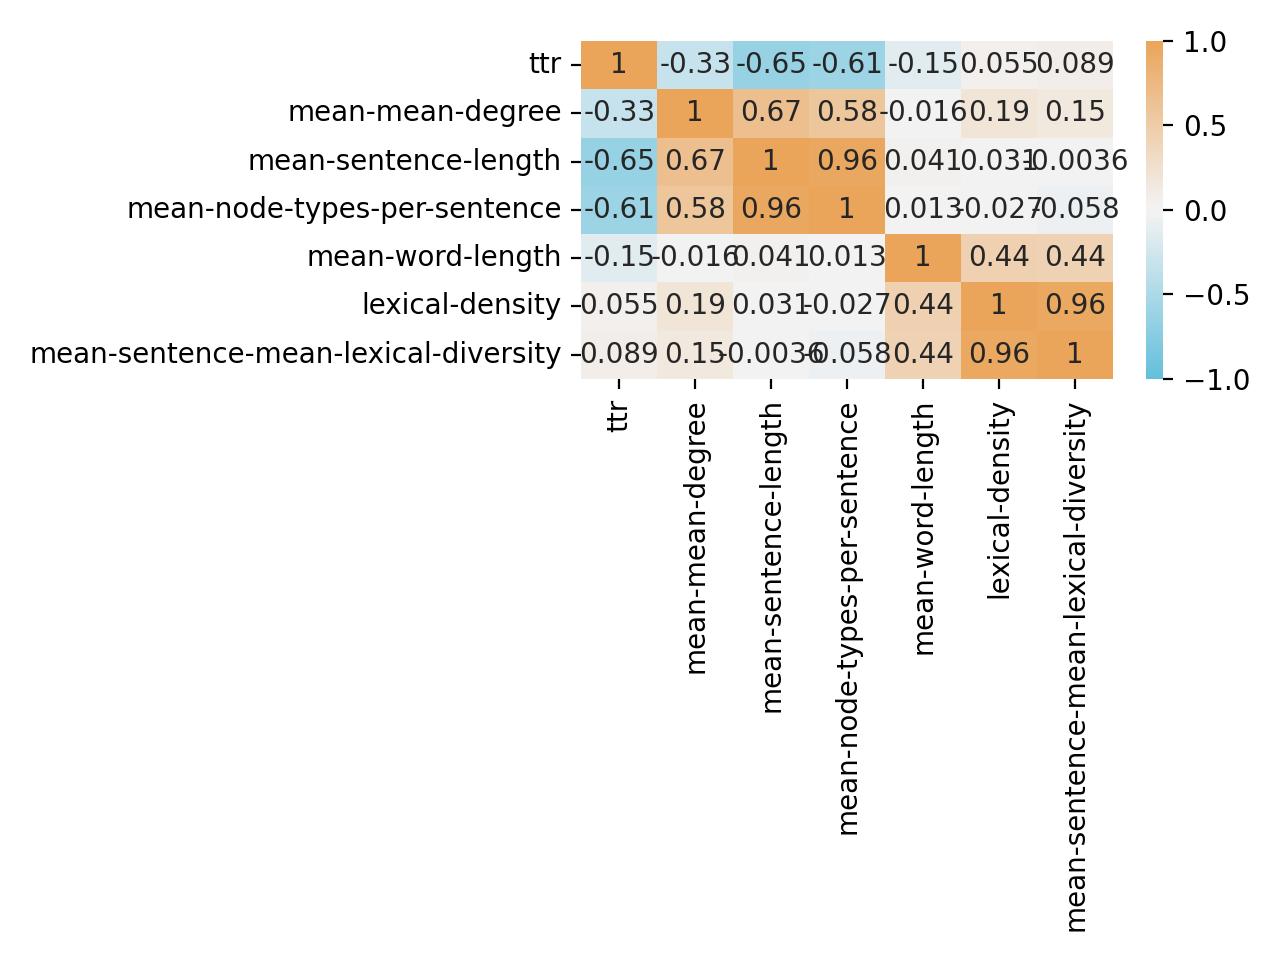 ttr 1 -0.33 -0.65 -0.61 -0.15 0.055 0.089 1.0
mean-mean-degree -0.33 1 0.67 0.58 -0.016 0.19 0.15 0.5
mean-sentence-length -0.65 0.67 1 0.96 0.041 0.031 -0.0036
mean-node-types-per-sentence -0.61 0.58 0.96 1 0.013 -0.027 -0.058 0.0
mean-word-length -0.15 -0.016 0.041 0.013 1 0.44 0.44
lexical-density 0.055 0.19 0.031 -0.027 0.44 1 0.96 −0.5
mean-sentence-mean-lexical-diversity 0.089 0.15 -0.0036 -0.058 0.44 0.96 1 −1.0
ttr
mean-mean-degree
mean-sentence-length
mean-node-types-per-sentence
mean-word-length
lexical-density
mean-sentence-mean-lexical-diversity